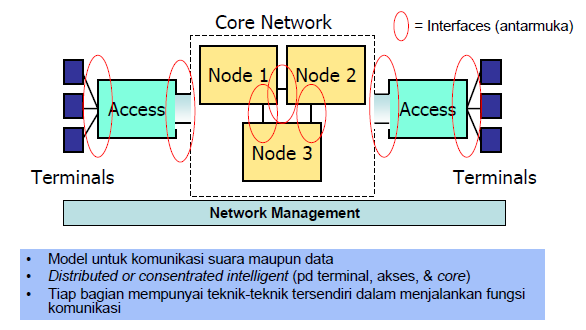 Core Network
= Interfaces (antarmuka)
Node 1
Node 2
Access
Access
Node 3
Terminals
Terminals
Network Management
• Model untuk komunikasi suara maupun data
• Distributed or consentrated intelligent (pd terminal, akses, & core)
• Tiap bagian mempunyai teknik-teknik tersendiri dalam menjalankan fungsi
komunikasi